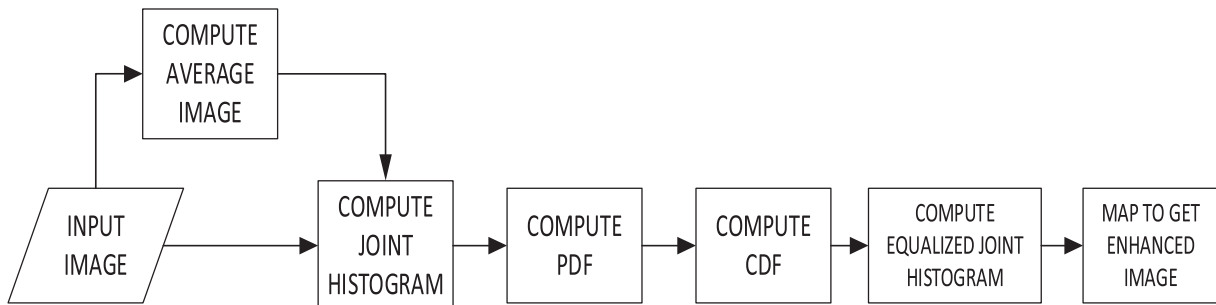 COMPUTE
AVERAGE
IMAGE
INPUT
IMAGE
COMPUTE
JOINT
HISTOGRAM
COMPUTE
PDF
COMPUTE
CDF
COMPUTE
EQUALIZED JOINT
HISTOGRAM
MAP TO GET
ENHANCED
IMAGE